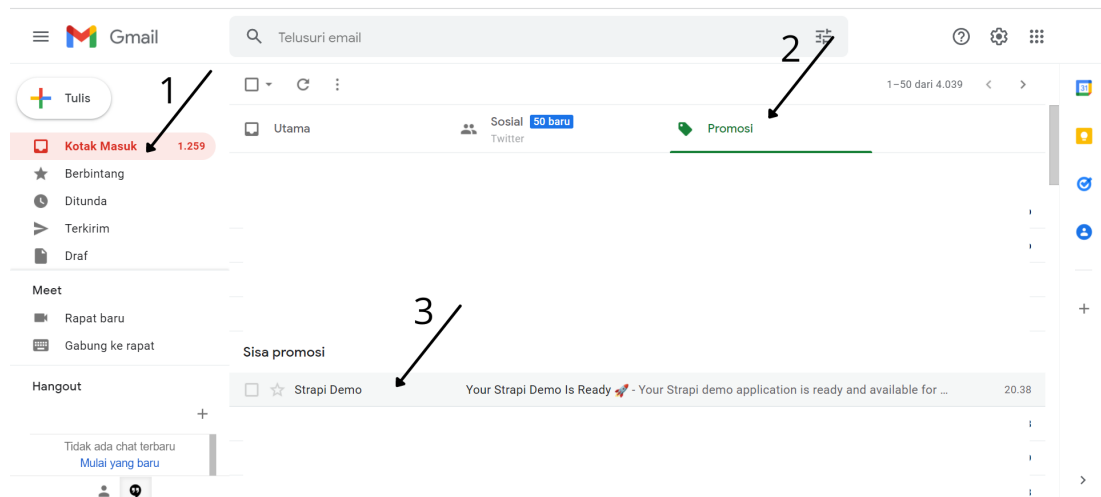 Gmail
Telusuri email
2
1
Tulis
1–50 dari 4.039
31
Utama
Sosial 50 baru
Twitter
Promosi
Kotak Masuk 1.259
Berbintang
Ditunda
Terkirim
Draf
Meet
Rapat baru
Gabung ke rapat
3
Sisa promosi
Hangout
Strapi Demo Your Strapi Demo Is Ready 🚀 - Your Strapi demo application is ready and available for ... 20.38
Tidak ada chat terbaru
Mulai yang baru